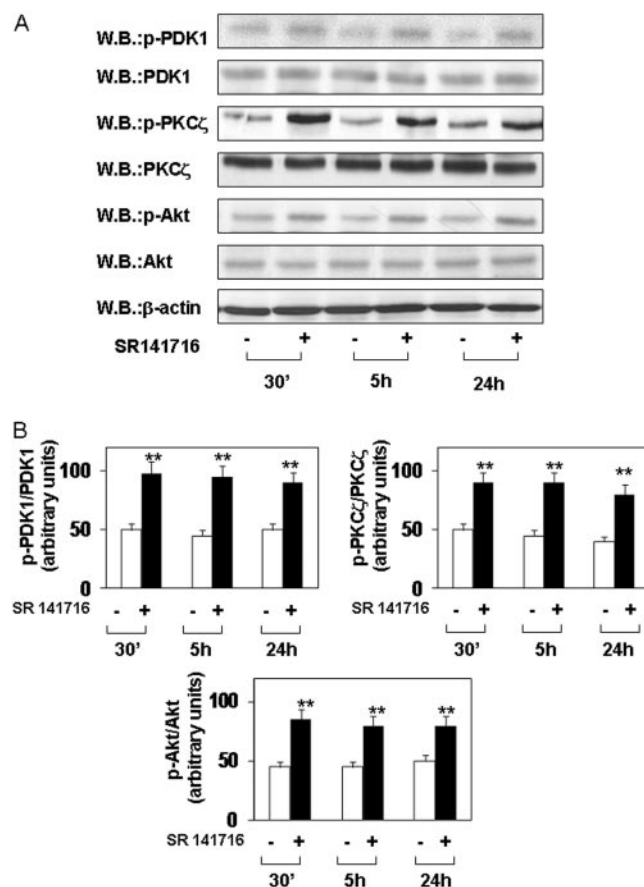 A
W.B.:p-PDK1
W.B.:PDK1
W.B.:p-PKCζ
W.B.:PKCζ
W.B.:p-Akt
W.B.:Akt
W.B.:β-actin
SR141716 - + - + - +
30' 5h 24h
B
p-PDK1/PDK1
(arbitrary units)
100
50
0
** ** **
SR 141716 - + - + - +
30' 5h 24h
p-PKCζ/PKCζ
(arbitrary units)
100
50
0
** ** **
SR 141716 - + - + - +
30' 5h 24h
p-Akt/Akt
(arbitrary units)
100
50
0
** ** **
SR 141716 - + - + - +
30' 5h 24h